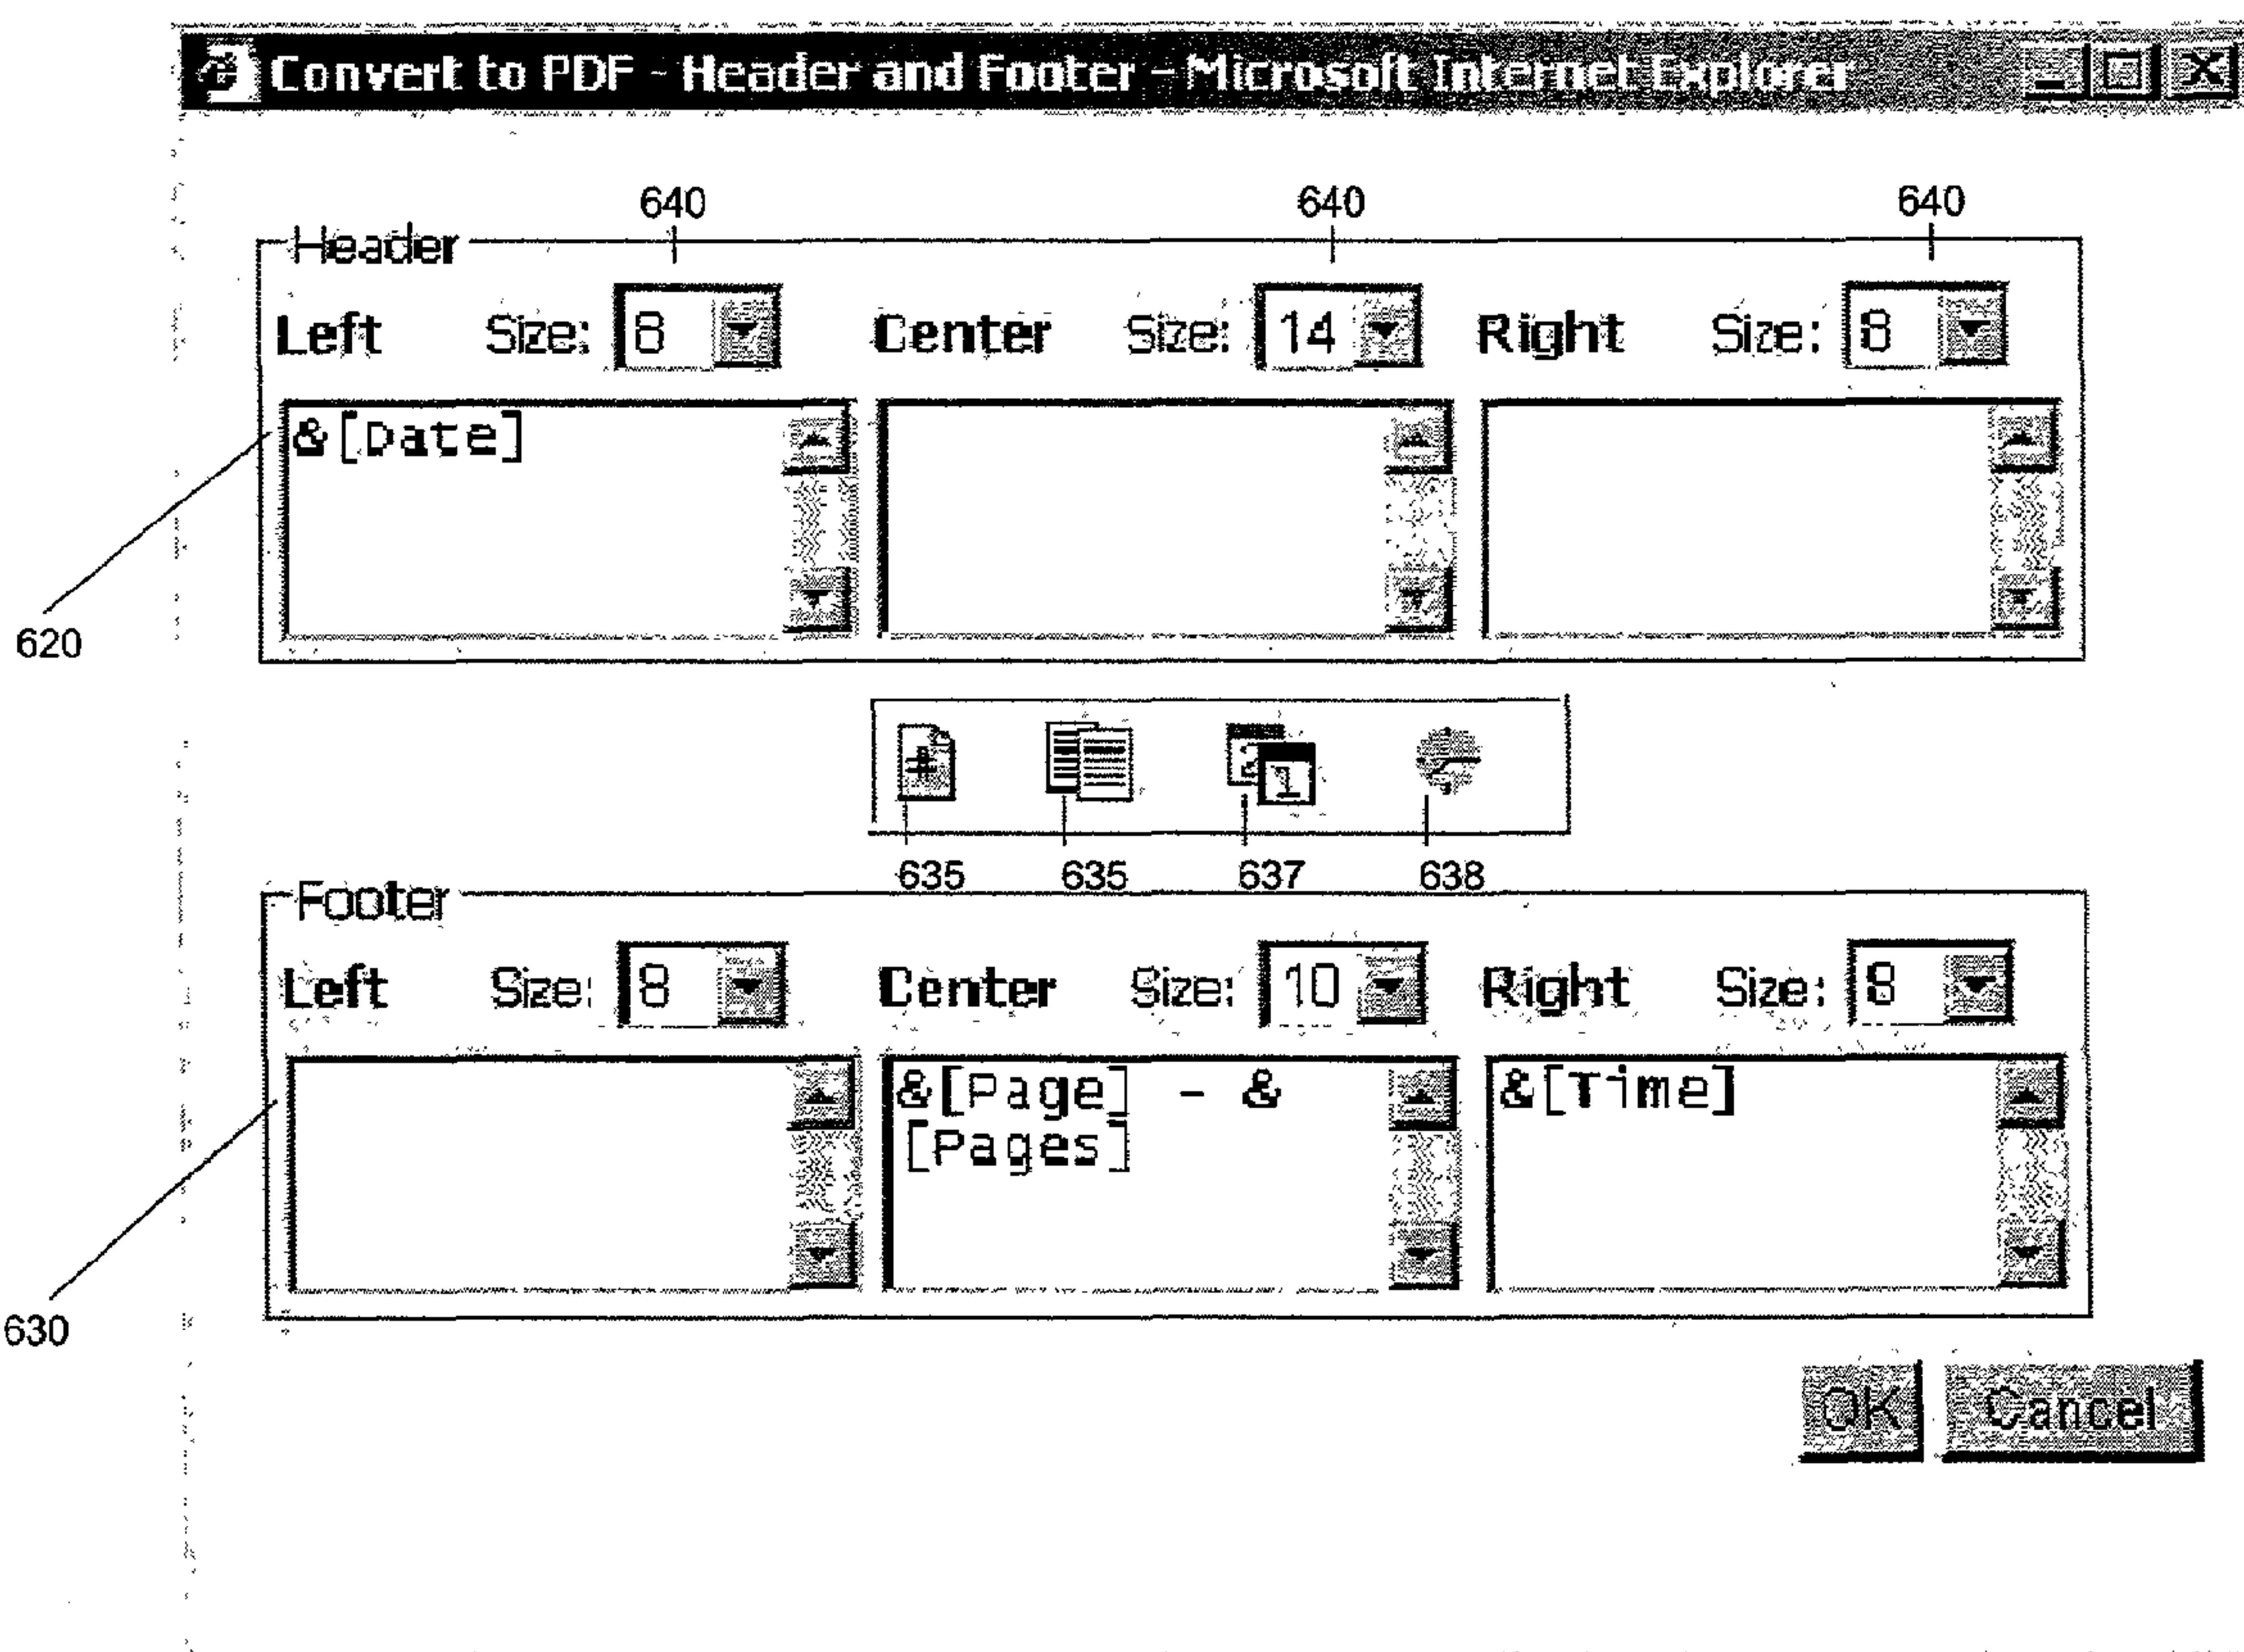 Convert to PDF - Header and Footer - Microsoft Internet Explorer
640 640 640
Header
Left Size: 8 Center Size: 14 Right Size: 8
&[Date]
620
635 635 637 638
Footer
Left Size: 8 Center Size: 10 Right Size: 8
&[Page] - & &[Time]
[Pages]
630
OK Cancel